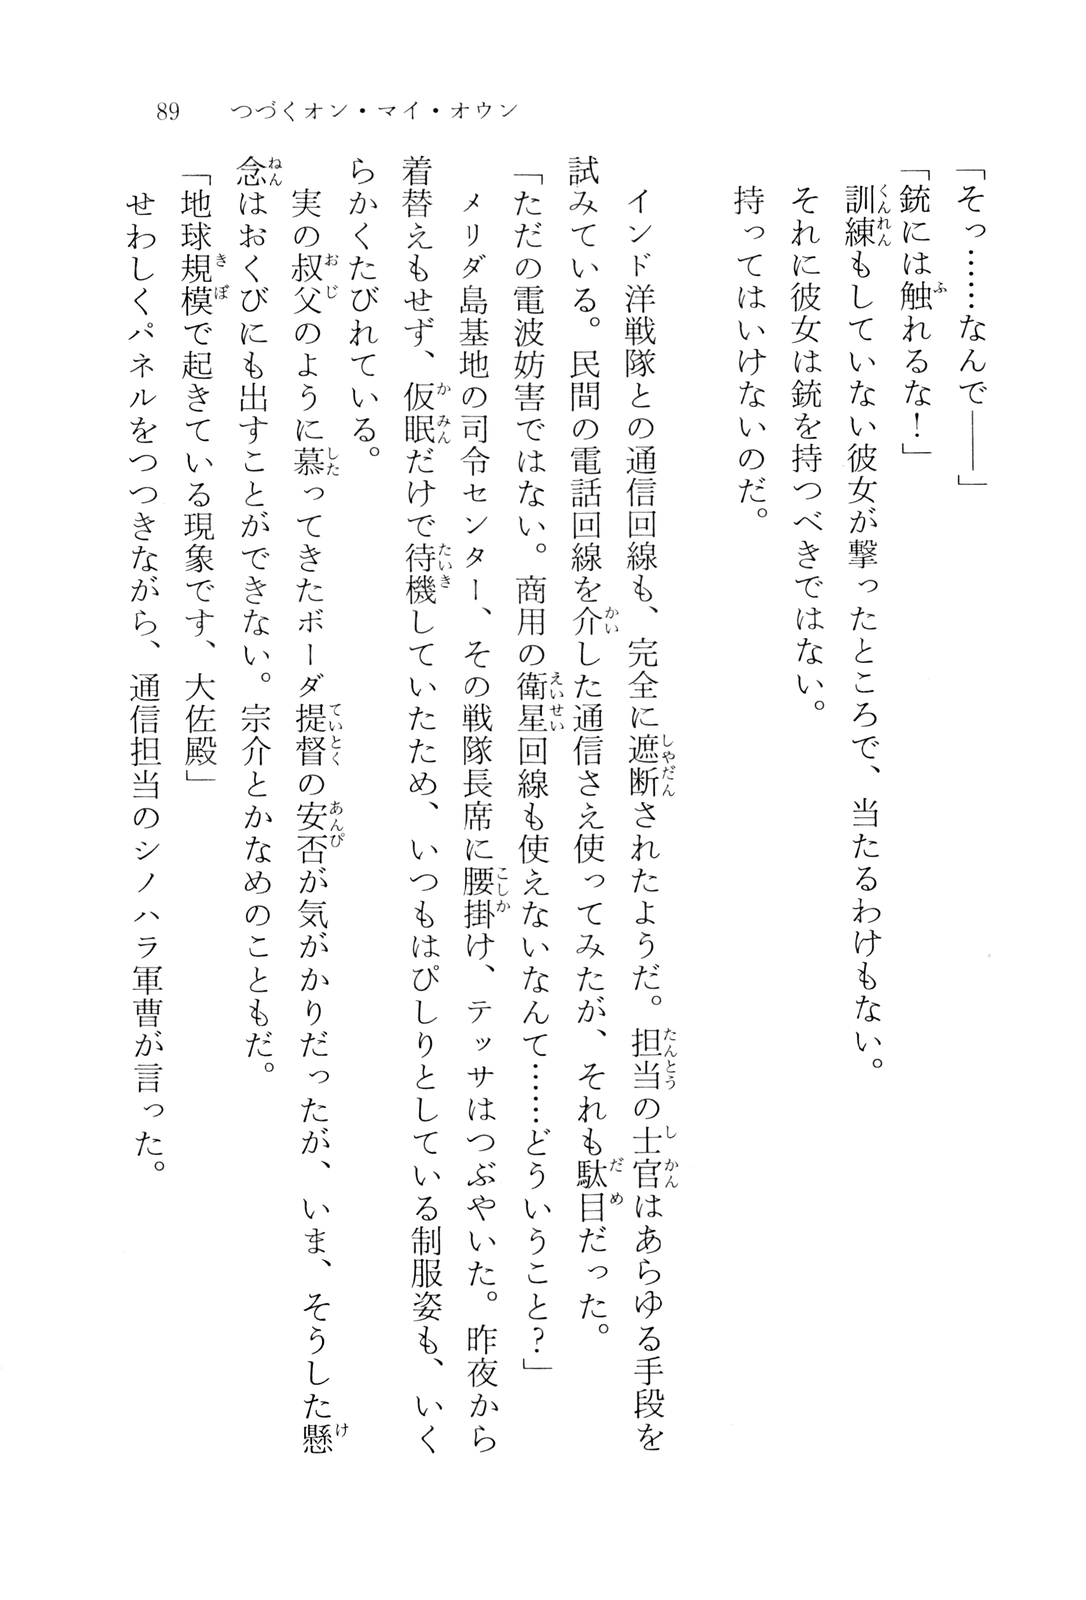 89　つづくオン・マイ・オウン
「そっ……なんで――」
「銃には触れるな！」
訓練もしていない彼女が撃ったところで、当たるわけもない。
それに彼女は銃を持つべきではない。
持ってはいけないのだ。
インド洋戦隊との通信回線も、完全に遮断されたようだ。担当の士官はあらゆる手段を
試みている。民間の電話回線を介した通信さえ使ってみたが、それも駄目だった。
「ただの電波妨害ではない。商用の衛星回線も使えないなんて……どういうこと？」
メリダ島基地の司令センター、その戦隊長席に腰掛け、テッサはつぶやいた。昨夜から
着替えもせず、仮眠だけで待機していたため、いつもはぴしりとしている制服姿も、いく
らかくたびれている。
実の叔父のように慕ってきたボーダ提督の安否が気がかりだったが、いま、そうした懸
念はおくびにも出すことができない。宗介とかなめのこともだ。
「地球規模で起きている現象です、大佐殿」
せわしくパネルをつつきながら、通信担当のシノハラ軍曹が言った。